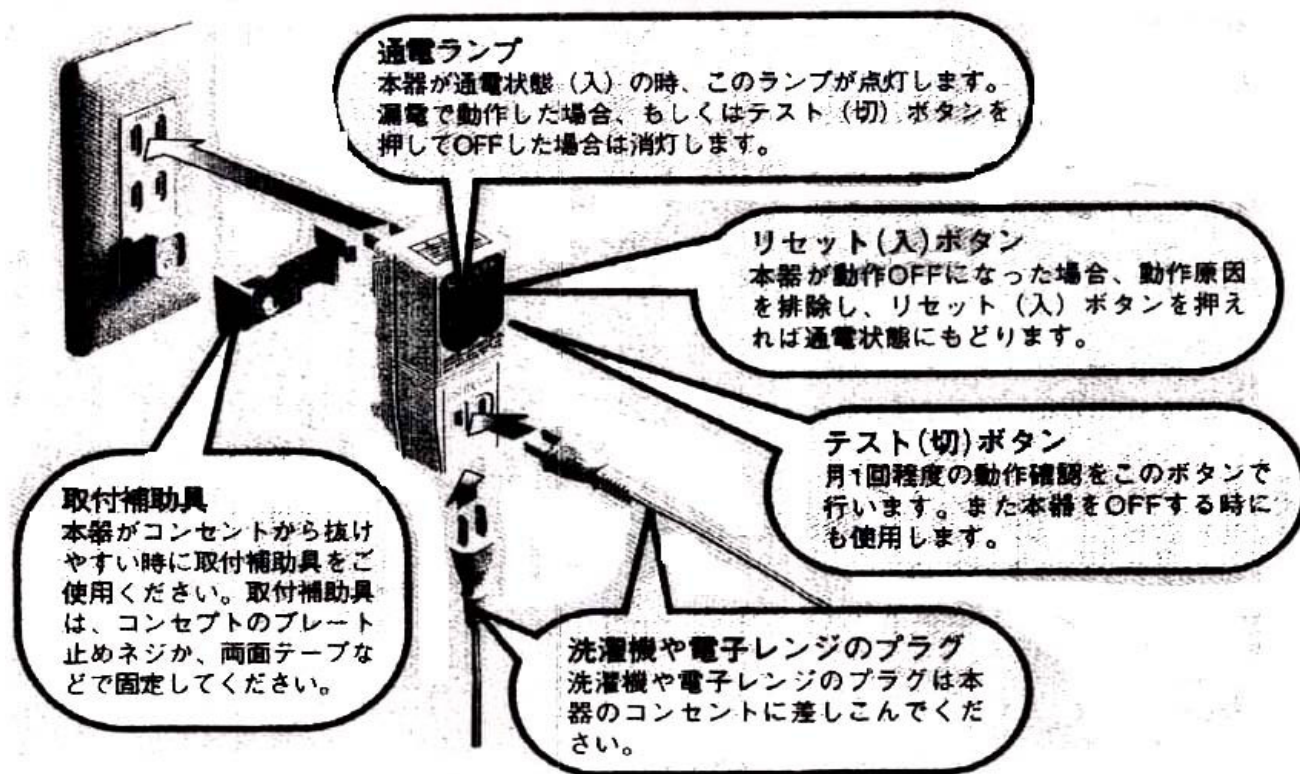 通電ランプ
本器が通電状態（入）の時、このランプが点灯します。
漏電で動作した場合、もしくはテスト（切）ボタンを
押してOFFした場合は消灯します。
リセット(入)ボタン
本器が動作OFFになった場合、動作原因
を排除し、リセット（入）ボタンを押え
れば通電状態にもどります。
テスト(切)ボタン
月1回程度の動作確認をこのボタンで
行います。また本器をOFFする時に
も使用します。
取付補助具
本器がコンセントから抜け
やすい時に取付補助具をご
使用ください。取付補助具
は、コンセプトのプレート
止めネジか、両面テープな
どで固定してください。
洗濯機や電子レンジのプラグ
洗濯機や電子レンジのプラグは本
器のコンセントに差しこんでくだ
さい。